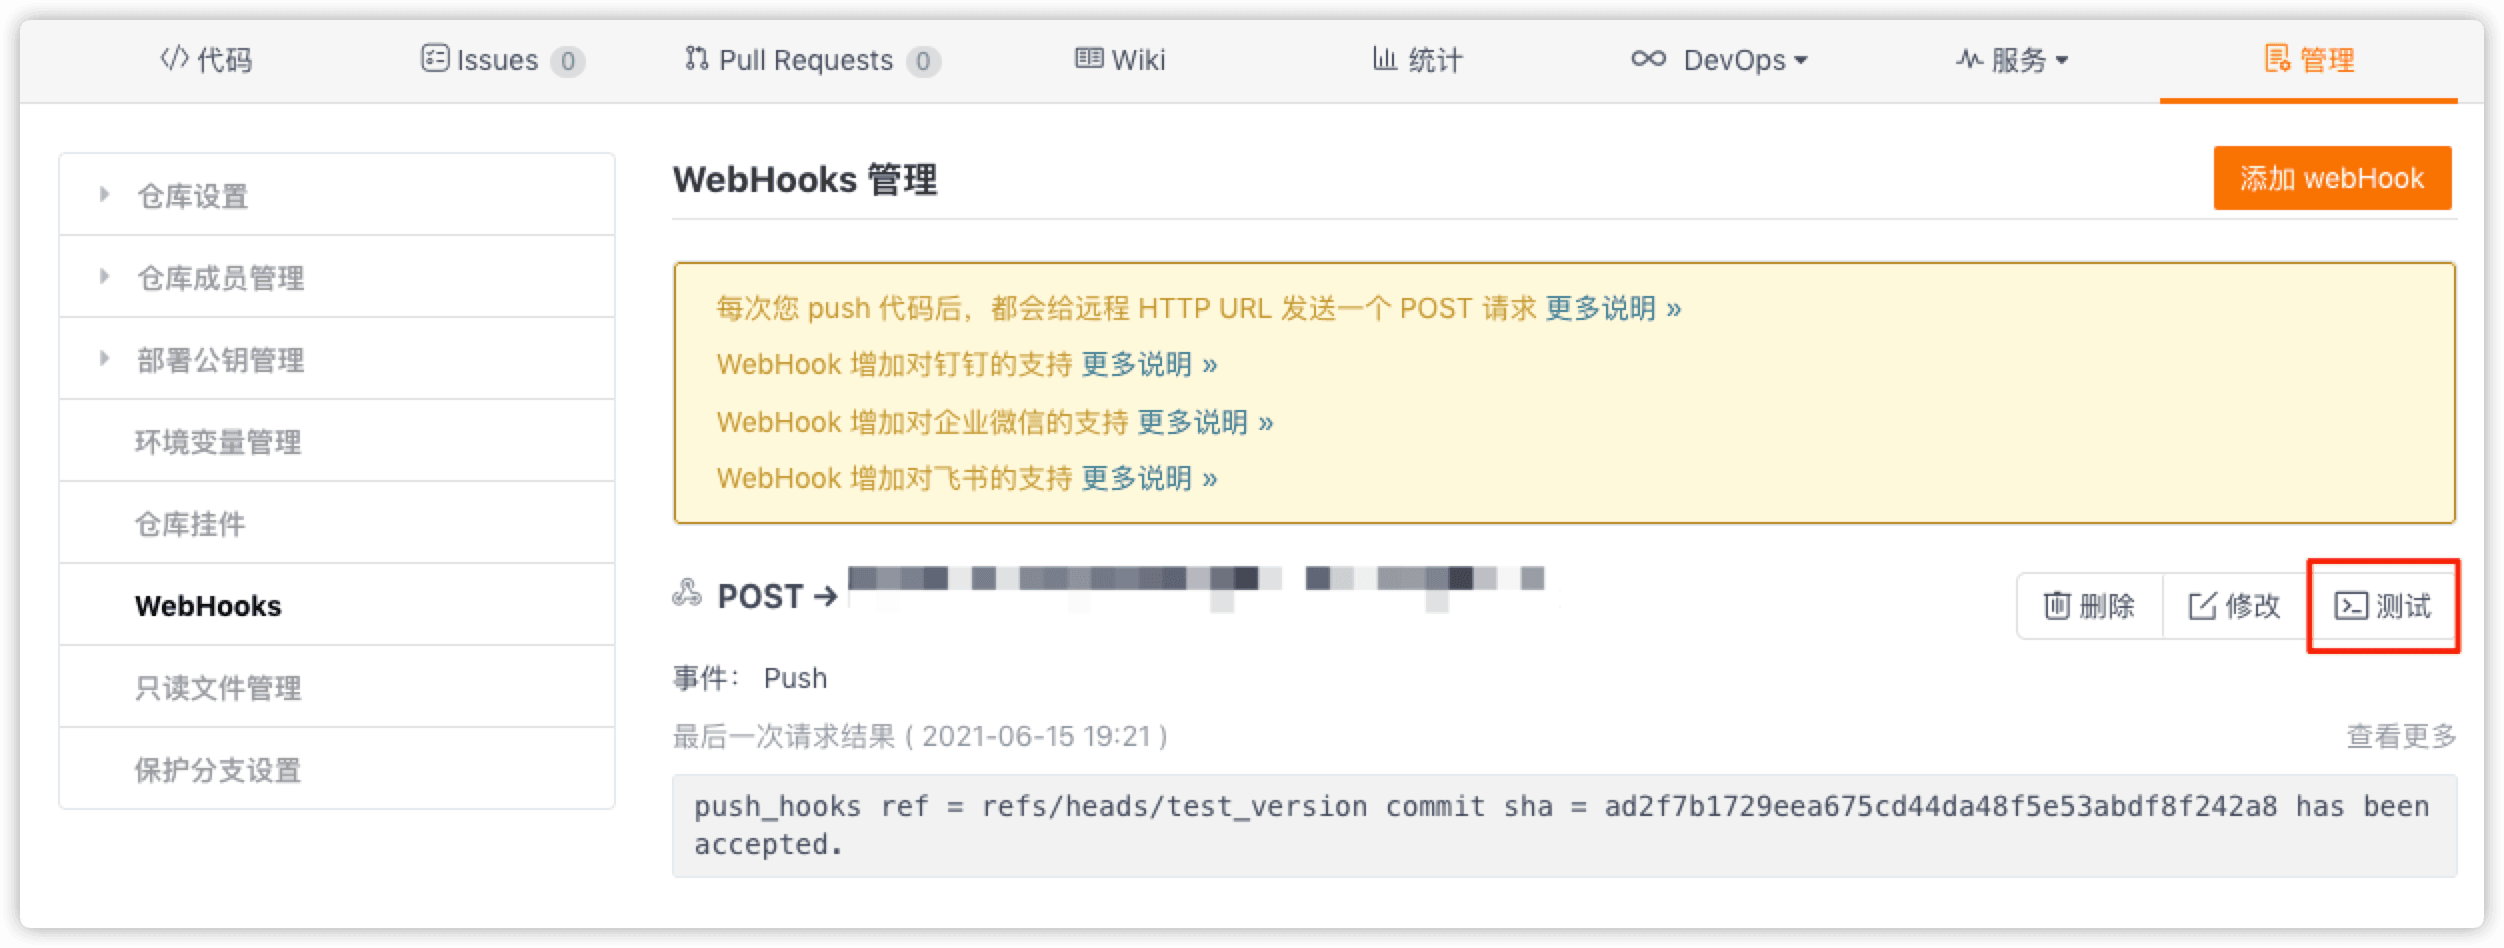 代码 Issues 0 Pull Requests 0 Wiki 统计 DevOps 服务 管理
仓库设置
仓库成员管理
部署公钥管理
环境变量管理
仓库挂件
WebHooks
只读文件管理
保护分支设置
WebHooks 管理
添加 webHook
每次您 push 代码后，都会给远程 HTTP URL 发送一个 POST 请求 更多说明 »
WebHook 增加对钉钉的支持 更多说明 »
WebHook 增加对企业微信的支持 更多说明 »
WebHook 增加对飞书的支持 更多说明 »
POST →
删除 修改 测试
事件： Push
最后一次请求结果 ( 2021-06-15 19:21 )
查看更多
push_hooks ref = refs/heads/test_version commit sha = ad2f7b1729eea675cd44da48f5e53abdf8f242a8 has been
accepted.